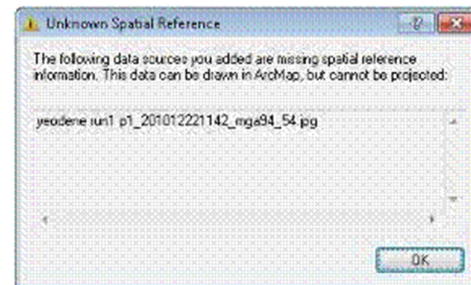 Unknown Spatial Reference
The following data sources you added are missing spatial reference
information. This data can be drawn in ArcMap, but cannot be projected:
yeodene run1 p1_201012221142_mga94_54.jpg
OK